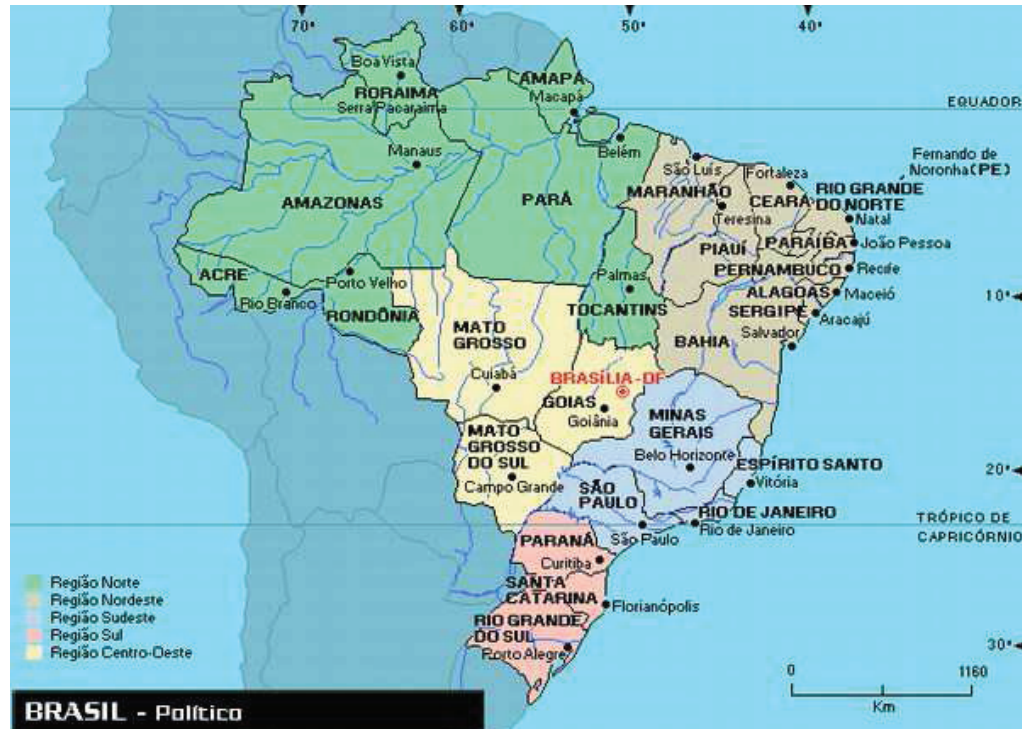 70°
60°
50°
40°
Boa Vista
RORAIMA
Serra Pacaraima
AMAPÁ
Macapá
EQUADOR
Manaus
Belém
São Luís
Fortaleza
Fernando de
Noronha(PE)
AMAZONAS
PARÁ
MARANHÃO
CEARÁ
RIO GRANDE
DO NORTE
Teresina
Natal
PIAUÍ
PARAÍBA
João Pessoa
ACRE
Porto Velho
Palmas
PERNAMBUCO
Recife
Rio Branco
ALAGOAS
Maceió
10°
RONDÔNIA
TOCANTINS
SERGIPE
Aracajú
MATO
GROSSO
BAHIA
Salvador
Cuiabá
BRASÍLIA-DF
GOIAS
Goiânia
MINAS
GERAIS
MATO
GROSSO
DO SUL
Belo Horizonte
ESPÍRITO SANTO
20°
Campo Grande
Vitória
SÃO
PAULO
RIO DE JANEIRO
Rio de Janeiro
TRÓPICO DE
CAPRICÓRNIO
PARANÁ
São Paulo
Curitiba
SANTA
CATARINA
Florianópolis
RIO GRANDE
DO SUL
Porto Alegre
30°
Região Norte
Região Nordeste
Região Sudeste
Região Sul
Região Centro-Oeste
0
1160
Km
BRASIL - Político